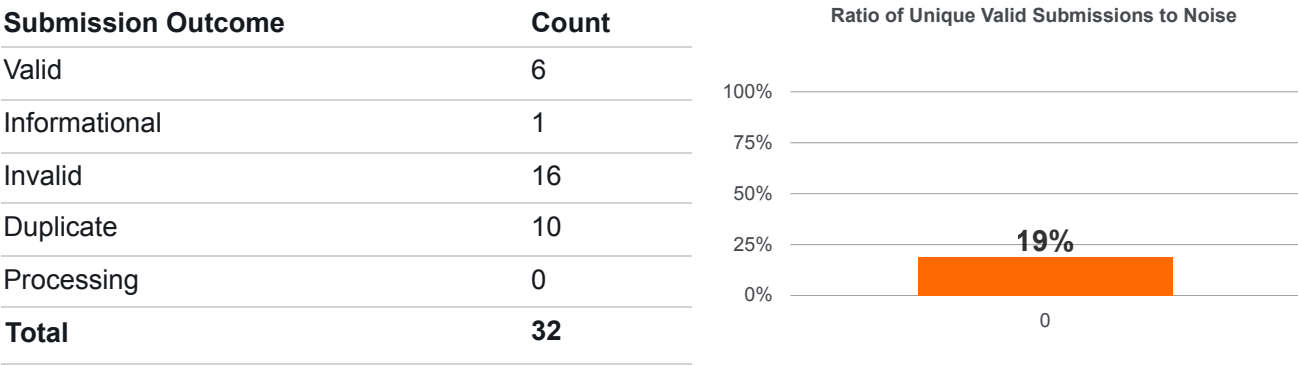 Submission Outcome Count
Valid 6
Informational 1
Invalid 16
Duplicate 10
Processing 0
Total 32
Ratio of Unique Valid Submissions to Noise
100%
75%
50%
25%
0%
19%
0